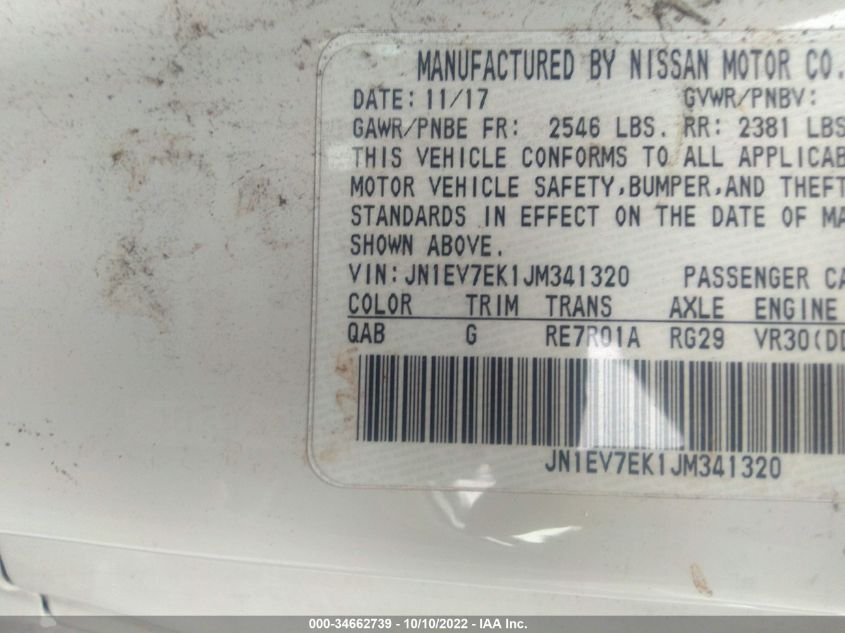 MANUFACTURED BY NISSAN MOTOR CO.
DATE: 11/17 GVWR/PNBV:
GAWR/PNBE FR: 2546 LBS. RR: 2381 LBS
THIS VEHICLE CONFORMS TO ALL APPLICAB
MOTOR VEHICLE SAFETY,BUMPER,AND THEFT
STANDARDS IN EFFECT ON THE DATE OF MA
SHOWN ABOVE.
VIN: JN1EV7EK1JM341320 PASSENGER CA
COLOR TRIM TRANS AXLE ENGINE
QAB G RE7R01A RG29 VR30(DD
JN1EV7EK1JM341320
000-34662739 - 10/10/2022 - IAA Inc.